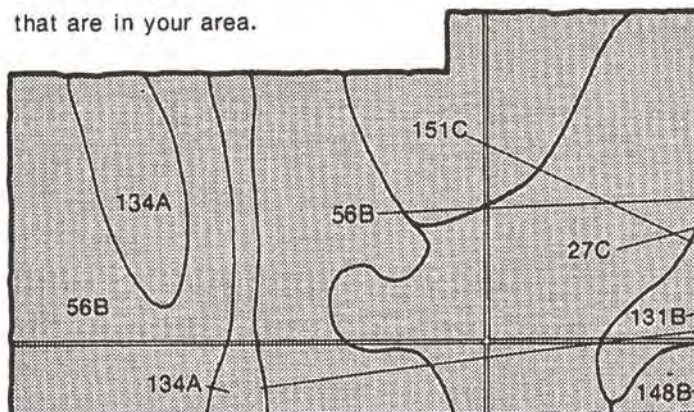 that are in your area.
151C
134A
56B
27C
56B
131B
134A
148B